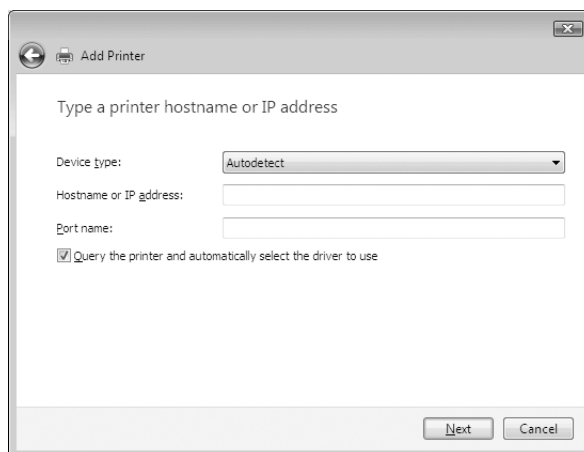 Add Printer
Type a printer hostname or IP address
Device type: Autodetect
Hostname or IP address:
Port name:
Query the printer and automatically select the driver to use
Next Cancel